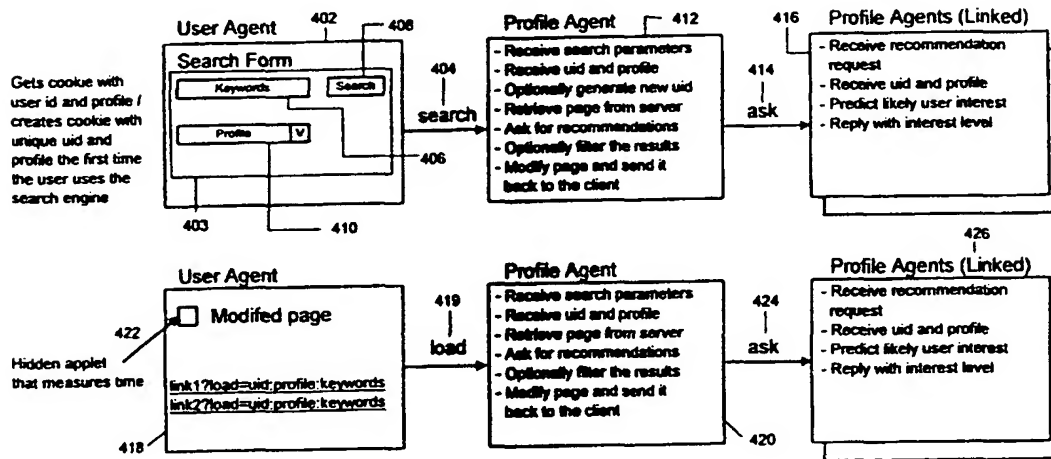 User Agent
402
408
Search Form
Keywords
Search
Profile
V
406
403
410
Gets cookie with
user id and profile /
creates cookie with
unique uid and
profile the first time
the user uses the
search engine
404
search
Profile Agent
412
- Receive search parameters
- Receive uid and profile
- Optionally generate new uid
- Retrieve page from server
- Ask for recommendations
- Optionally filter the results
- Modify page and send it
back to the client
414
ask
416
Profile Agents (Linked)
- Receive recommendation
request
- Receive uid and profile
- Predict likely user interest
- Reply with interest level
User Agent
Modifed page
422
Hidden applet
that measures time
link1?load=uid:profile:keywords
link2?load=uid:profile:keywords
418
419
load
Profile Agent
- Receive search parameters
- Receive uid and profile
- Retrieve page from server
- Ask for recommendations
- Optionally filter the results
- Modify page and send it
back to the client
420
424
ask
426
Profile Agents (Linked)
- Receive recommendation
request
- Receive uid and profile
- Predict likely user interest
- Reply with interest level